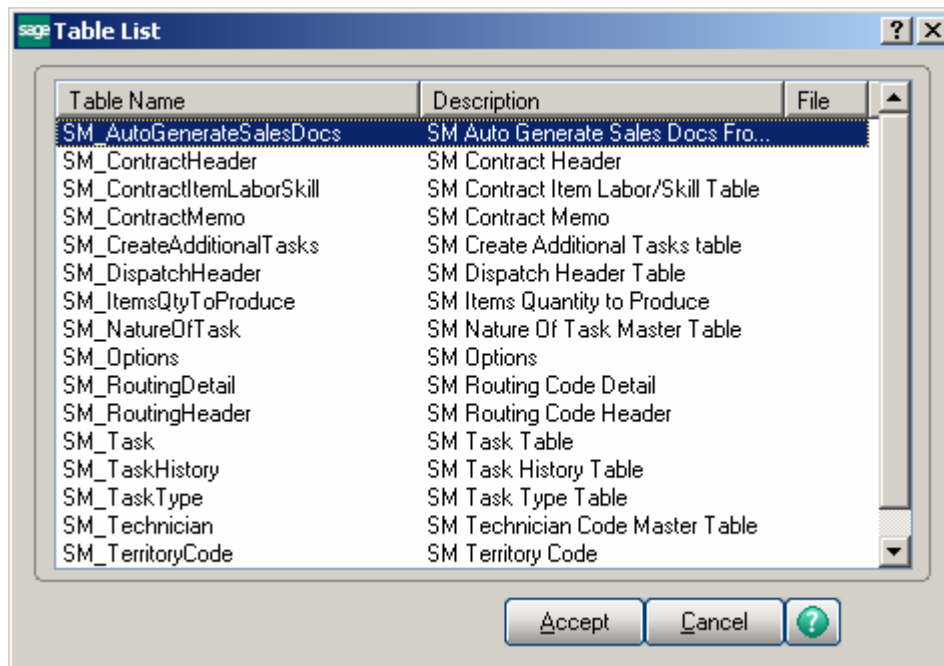 sage Table List
Table Name Description File
SM_AutoGenerateSalesDocs SM Auto Generate Sales Docs Fro...
SM_ContractHeader SM Contract Header
SM_ContractItemLaborSkill SM Contract Item Labor/Skill Table
SM_ContractMemo SM Contract Memo
SM_CreateAdditionalTasks SM Create Additional Tasks table
SM_DispatchHeader SM Dispatch Header Table
SM_ItemsQtyToProduce SM Items Quantity to Produce
SM_NatureOfTask SM Nature Of Task Master Table
SM_Options SM Options
SM_RoutingDetail SM Routing Code Detail
SM_RoutingHeader SM Routing Code Header
SM_Task SM Task Table
SM_TaskHistory SM Task History Table
SM_TaskType SM Task Type Table
SM_Technician SM Technician Code Master Table
SM_TerritoryCode SM Territory Code
Accept Cancel ?